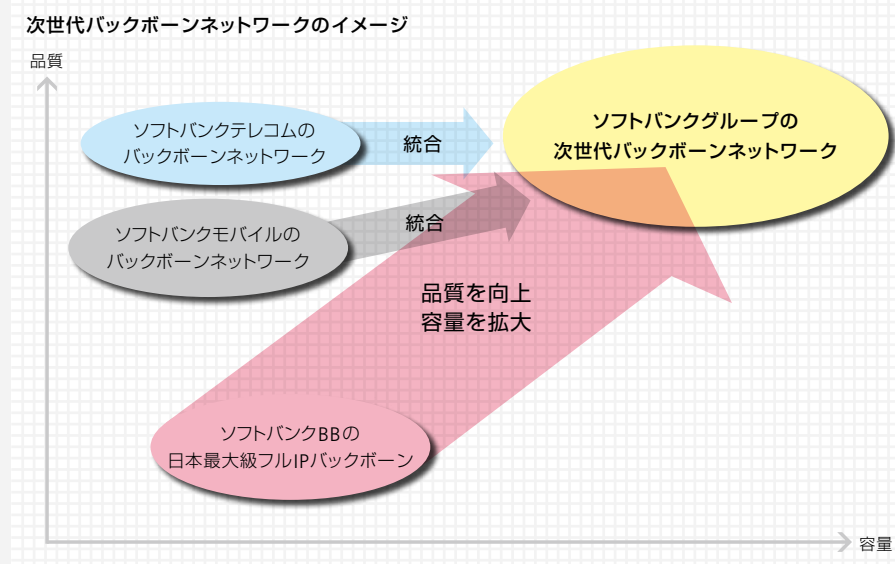 次世代バックボーンネットワークのイメージ
品質
ソフトバンクテレコムの
バックボーンネットワーク
統合
ソフトバンクグループの
次世代バックボーンネットワーク
ソフトバンクモバイルの
バックボーンネットワーク
統合
品質を向上
容量を拡大
ソフトバンクBBの
日本最大級フルIPバックボーン
容量